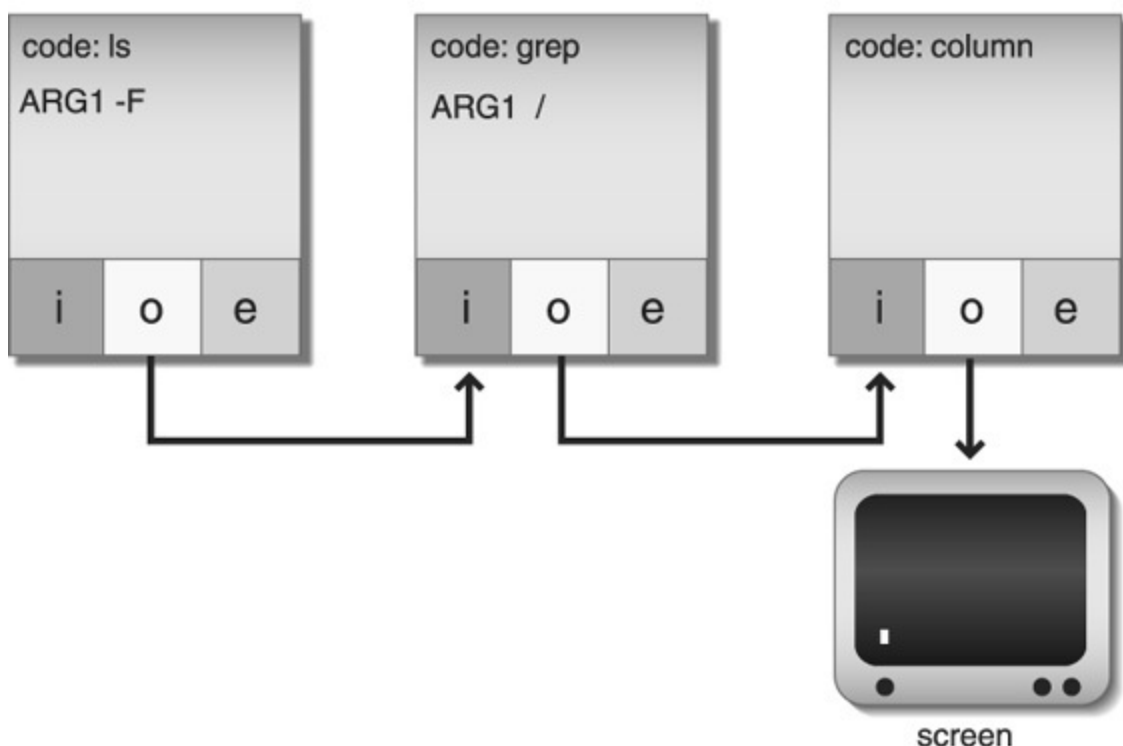 code: ls
ARG1 -F
i o e
code: grep
ARG1 /
i o e
code: column
i o e
screen